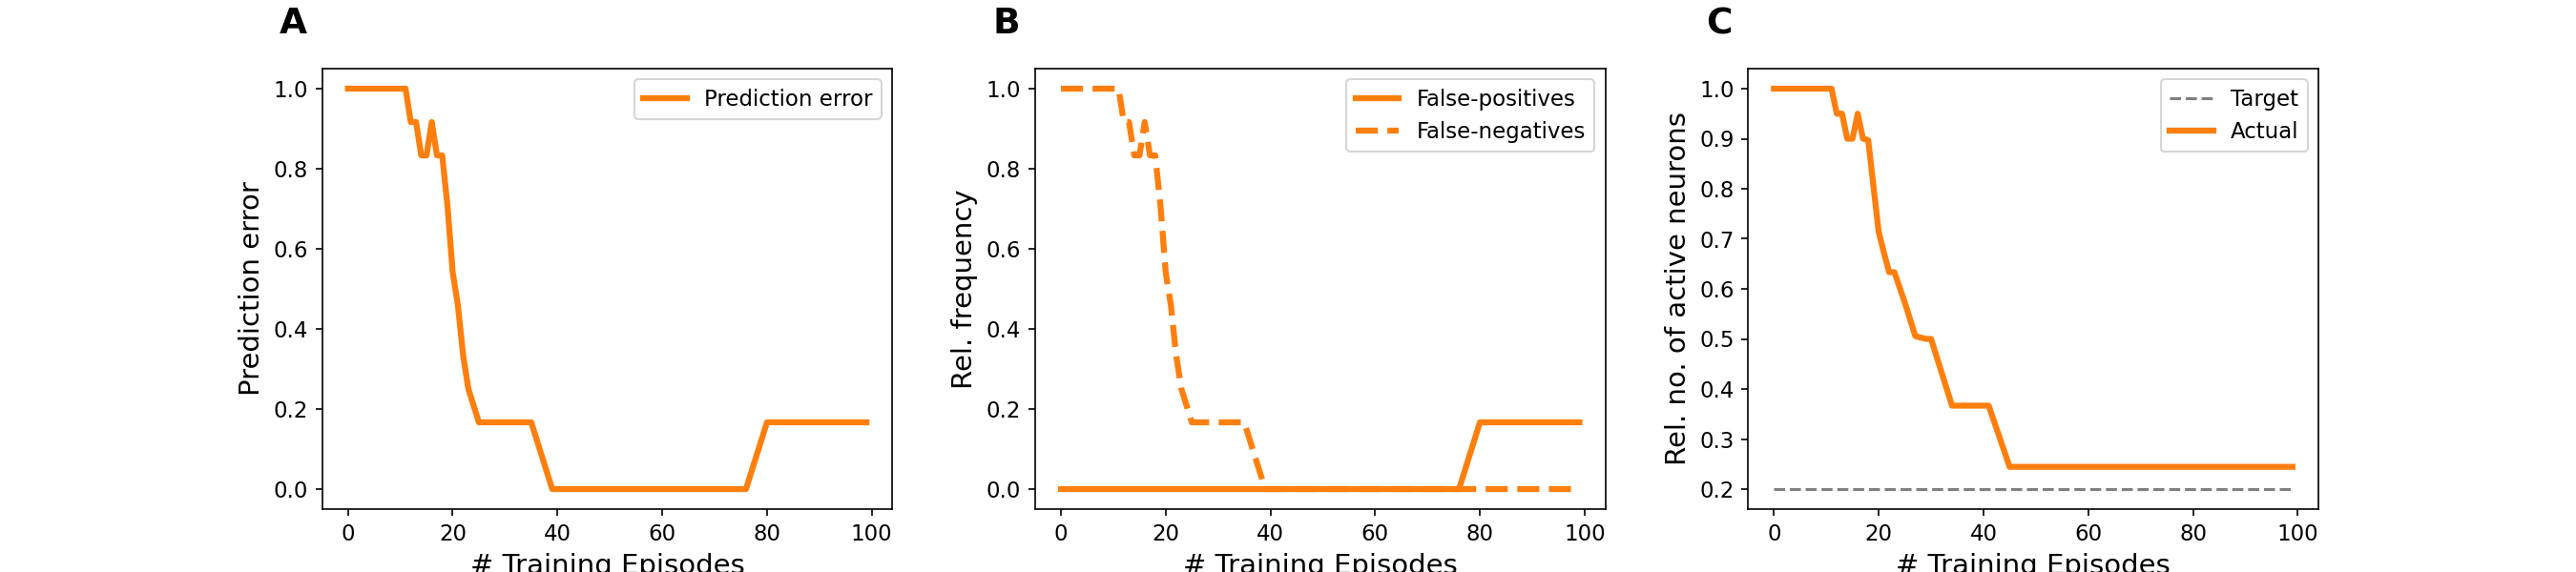 A
B
C
Prediction error
1.0
0.8
0.6
0.4
0.2
0.0
0 20 40 60 80 100
# Training Episodes
Prediction error
Rel. frequency
1.0
0.8
0.6
0.4
0.2
0.0
0 20 40 60 80 100
# Training Episodes
False-positives
False-negatives
Rel. no. of active neurons
1.0
0.9
0.8
0.7
0.6
0.5
0.4
0.3
0.2
0 20 40 60 80 100
# Training Episodes
Target
Actual